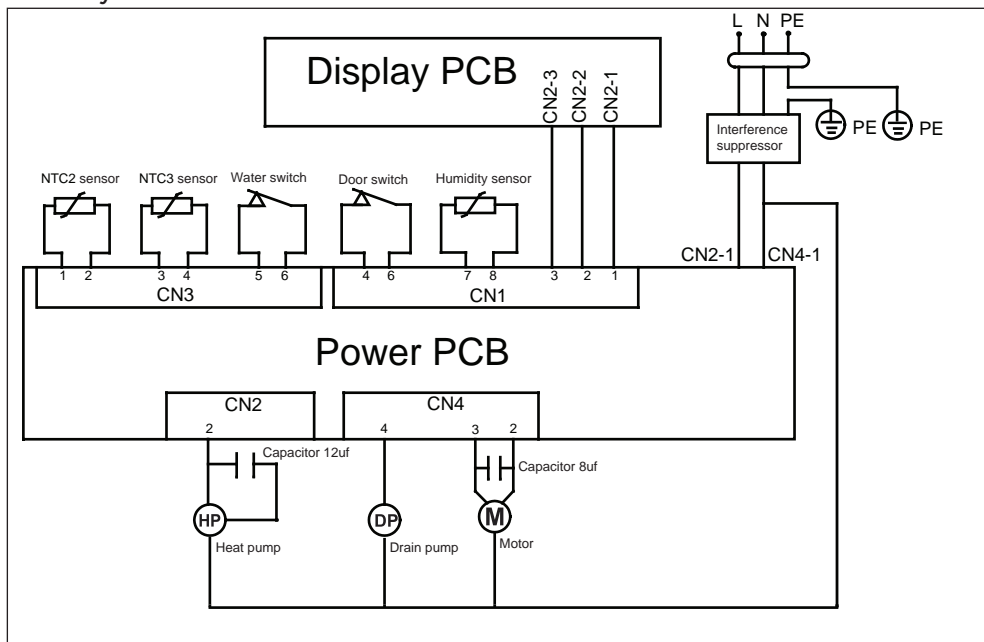 L N PE
Display PCB
CN2-3
CN2-2
CN2-1
Interference
suppressor
PE
PE
NTC2 sensor
NTC3 sensor
Water switch
Door switch
Humidity sensor
CN2-1
CN4-1
1 2 3 4 5 6 4 6 7 8 3 2 1
CN3
CN1
Power PCB
CN2
CN4
2 4 3 2
Capacitor 12uf
Capacitor 8uf
HP
DP
M
Heat pump
Drain pump
Motor